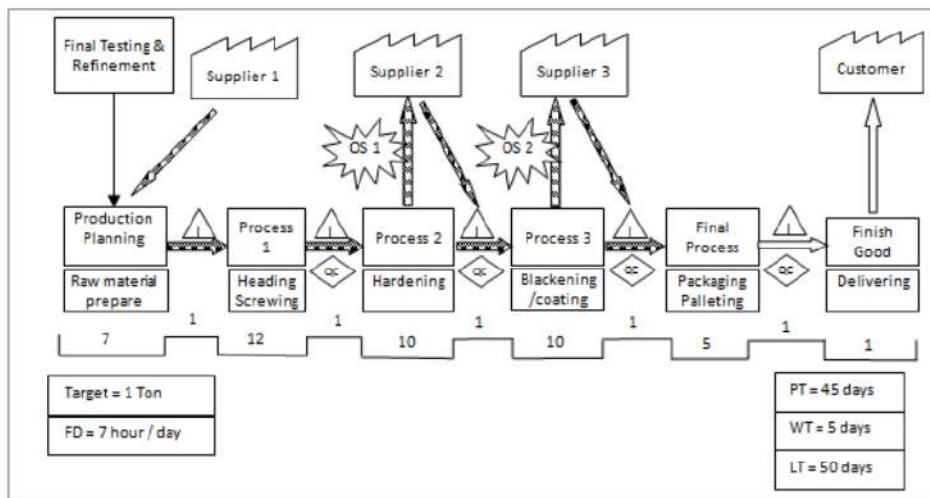 Final Testing &
Refinement
Supplier 1
Supplier 2
Supplier 3
Customer
OS 1
OS 2
Production
Planning
I
Process
1
I
Process 2
I
Process 3
I
Final
Process
I
Finish
Good
Raw material
prepare
Heading
Screwing
QC
Hardening
QC
Blackening
/coating
QC
Packaging
Palleting
QC
Delivering
7
1
12
1
10
1
10
1
5
1
1
Target = 1 Ton
FD = 7 hour / day
PT = 45 days
WT = 5 days
LT = 50 days